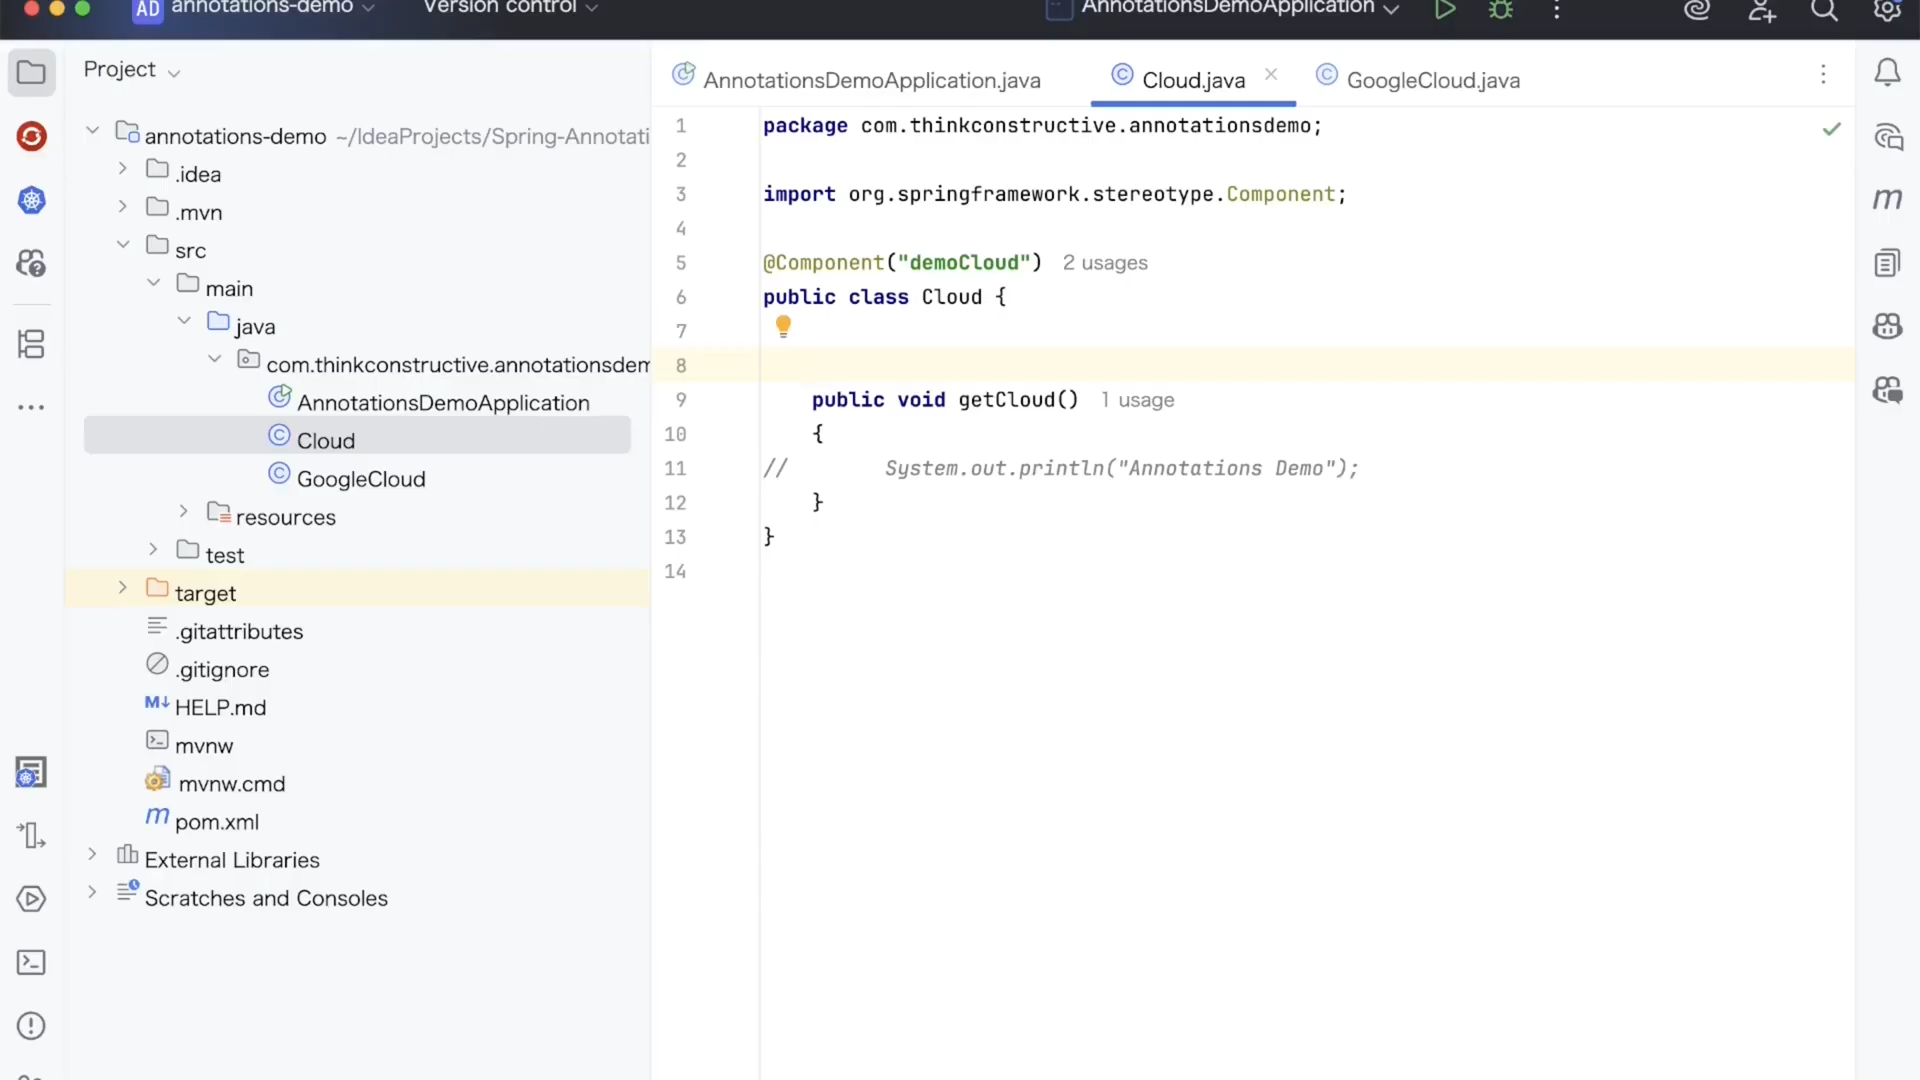 AD annotations-demo Version control AnnotationsDemoApplication
Project
AnnotationsDemoApplication.java Cloud.java GoogleCloud.java
annotations-demo ~/IdeaProjects/Spring-Annotati
.idea
.mvn
src
main
java
com.thinkconstructive.annotationsdem
AnnotationsDemoApplication
Cloud
GoogleCloud
resources
test
target
.gitattributes
.gitignore
M↓ HELP.md
mvnw
mvnw.cmd
m pom.xml
External Libraries
Scratches and Consoles
1 package com.thinkconstructive.annotationsdemo;
2
3 import org.springframework.stereotype.Component;
4
5 @Component("demoCloud") 2 usages
6 public class Cloud {
7
8
9 public void getCloud() 1 usage
10 {
11 // System.out.println("Annotations Demo");
12 }
13 }
14
m